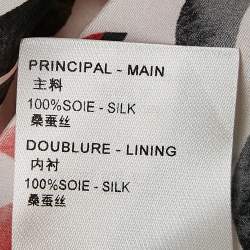 PRINCIPAL - MAIN
主料
100%SOIE - SILK
桑蚕丝
DOUBLURE - LINING
内衬
100%SOIE - SILK
桑蚕丝